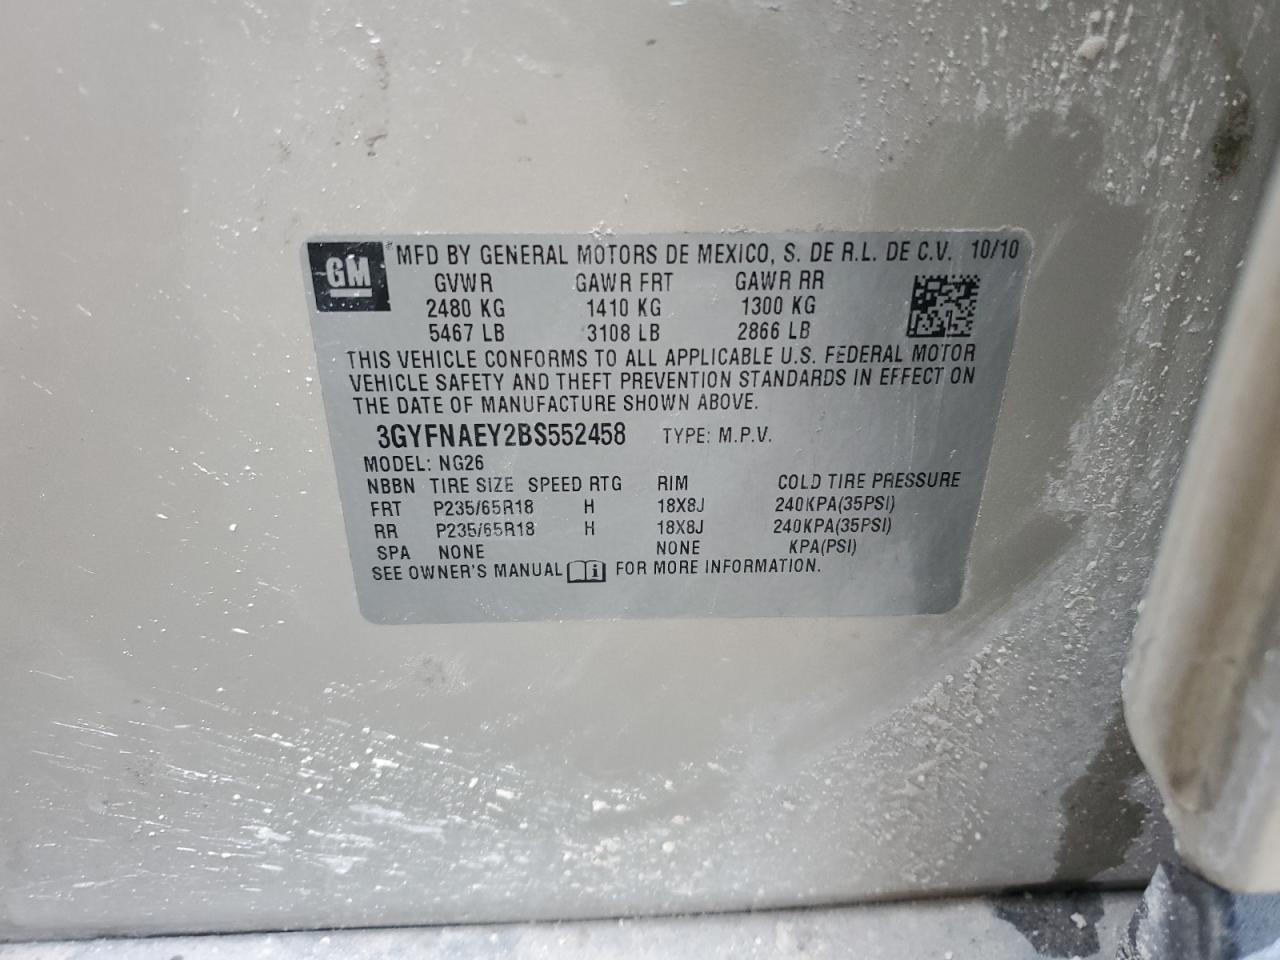 GM * MFD BY GENERAL MOTORS DE MEXICO, S. DE R.L. DE C.V. 10/10
GVWR GAWR FRT GAWR RR
2480 KG 1410 KG 1300 KG
5467 LB 3108 LB 2866 LB
THIS VEHICLE CONFORMS TO ALL APPLICABLE U.S. FEDERAL MOTOR
VEHICLE SAFETY AND THEFT PREVENTION STANDARDS IN EFFECT ON
THE DATE OF MANUFACTURE SHOWN ABOVE.
3GYFNAEY2BS552458 TYPE: M.P.V.
MODEL: NG26
NBBN TIRE SIZE SPEED RTG RIM COLD TIRE PRESSURE
FRT P235/65R18 H 18X8J 240KPA(35PSI)
RR P235/65R18 H 18X8J 240KPA(35PSI)
SPA NONE NONE KPA(PSI)
SEE OWNER'S MANUAL i FOR MORE INFORMATION.